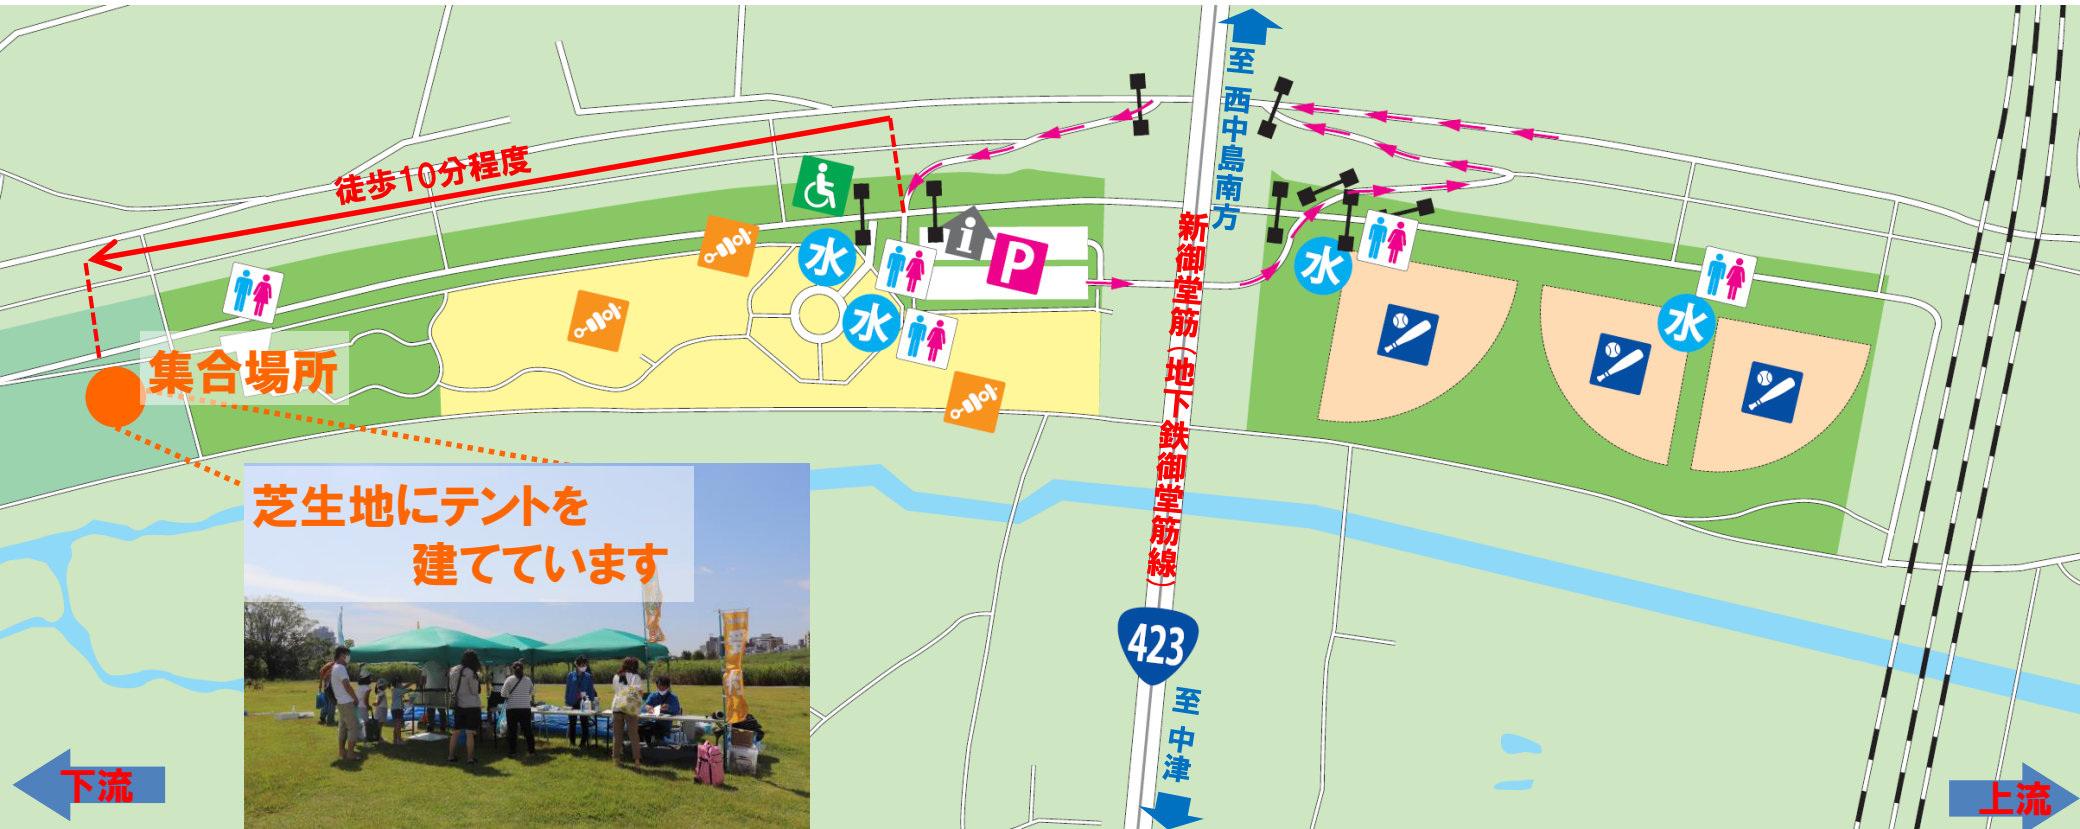 至 西中島南方
徒歩10分程度
水
i
P
水
水
水
新御堂筋(地下鉄御堂筋線)
集合場所
芝生地にテントを
建てています
423
至 中津
下流
上流